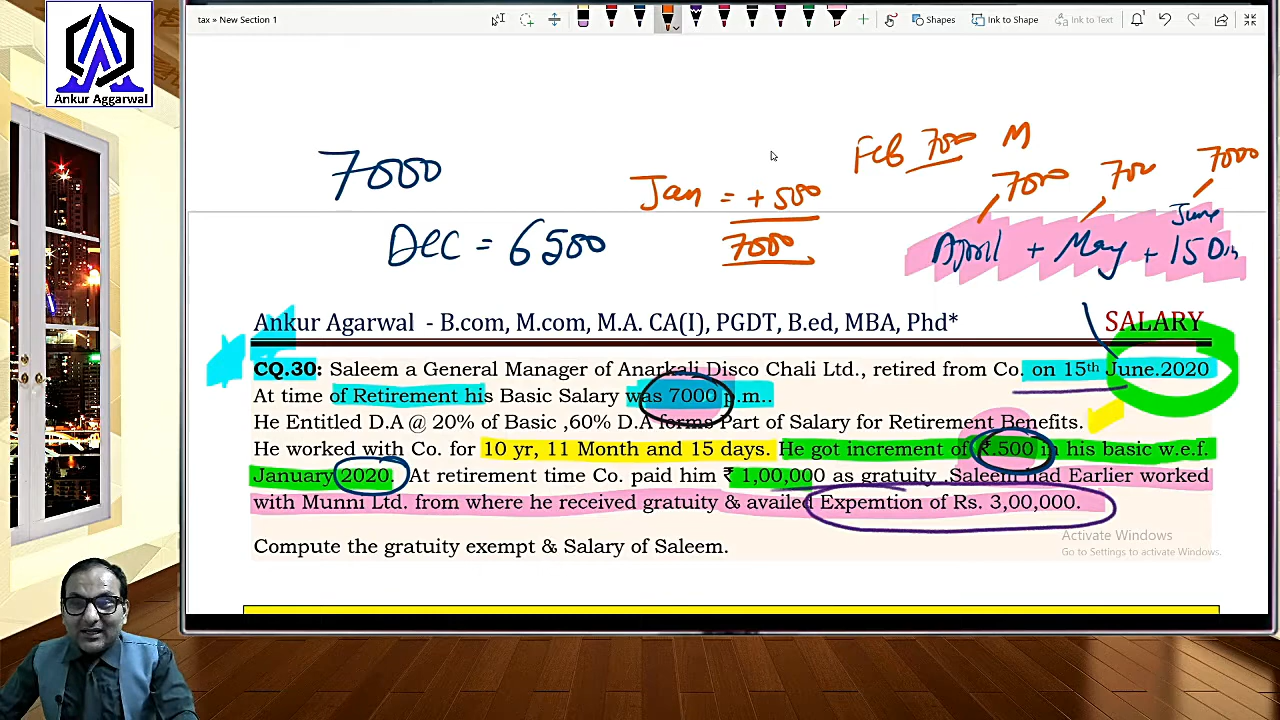 tax » New Section 1
Shapes
Ink to Shape
Ink to Text
Ankur Aggarwal
Feb 7000 M
7000
7000
7000
Jan = +500
7000
700
7000
June
Dec = 6500
April + May + 15 Din
Ankur Agarwal - B.com, M.com, M.A. CA(I), PGDT, B.ed, MBA, Phd*
SALARY
CQ.30: Saleem a General Manager of Anarkali Disco Chali Ltd., retired from Co. on 15th June.2020
At time of Retirement his Basic Salary was 7000 p.m..
He Entitled D.A @ 20% of Basic ,60% D.A forms Part of Salary for Retirement Benefits.
He worked with Co. for 10 yr, 11 Month and 15 days. He got increment of ₹.500 in his basic w.e.f.
January 2020. At retirement time Co. paid him ₹ 1,00,000 as gratuity .Saleem had Earlier worked
with Munni Ltd. from where he received gratuity & availed Expemtion of Rs. 3,00,000.
Compute the gratuity exempt & Salary of Saleem.
Activate Windows
Go to Settings to activate Windows.